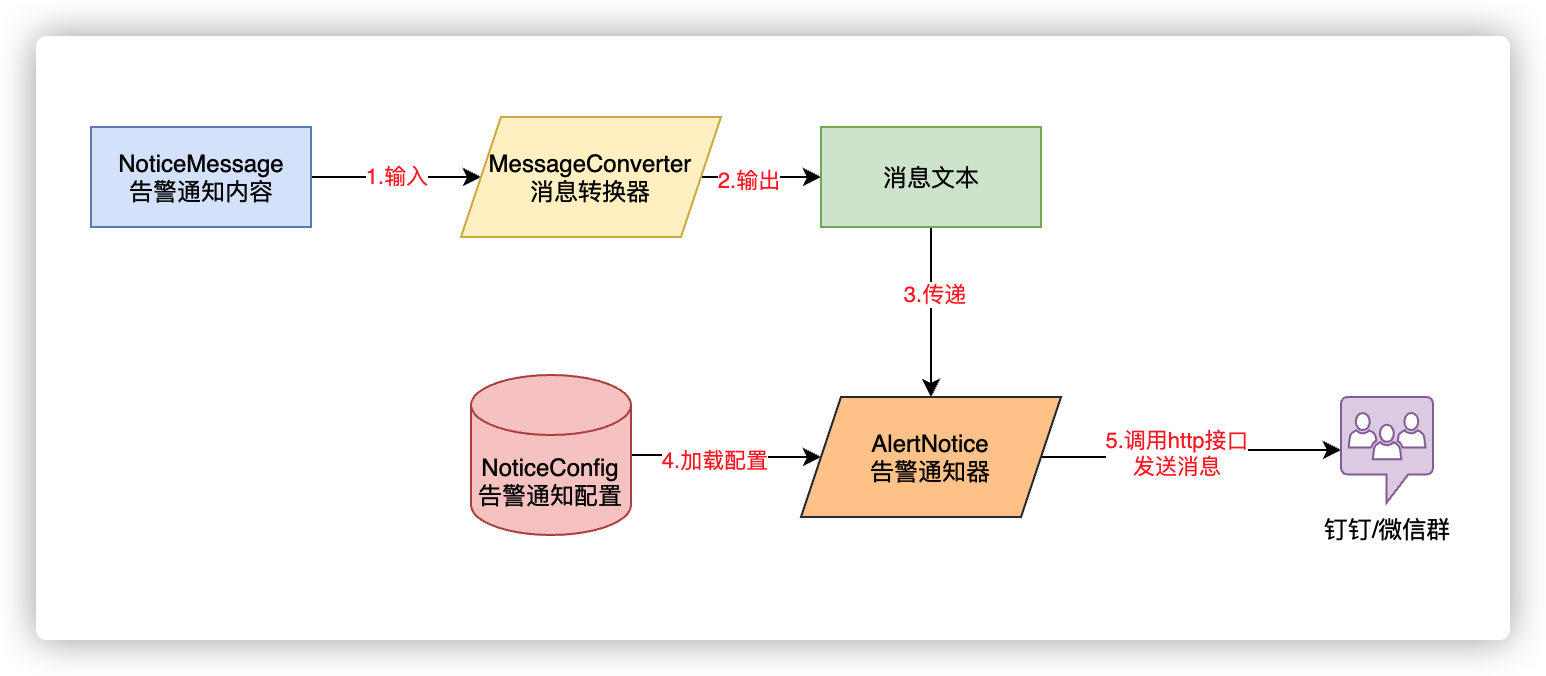 NoticeMessage
告警通知内容
1.输入
MessageConverter
消息转换器
2.输出
消息文本
3.传递
NoticeConfig
告警通知配置
4.加载配置
AlertNotice
告警通知器
5.调用http接口
发送消息
钉钉/微信群